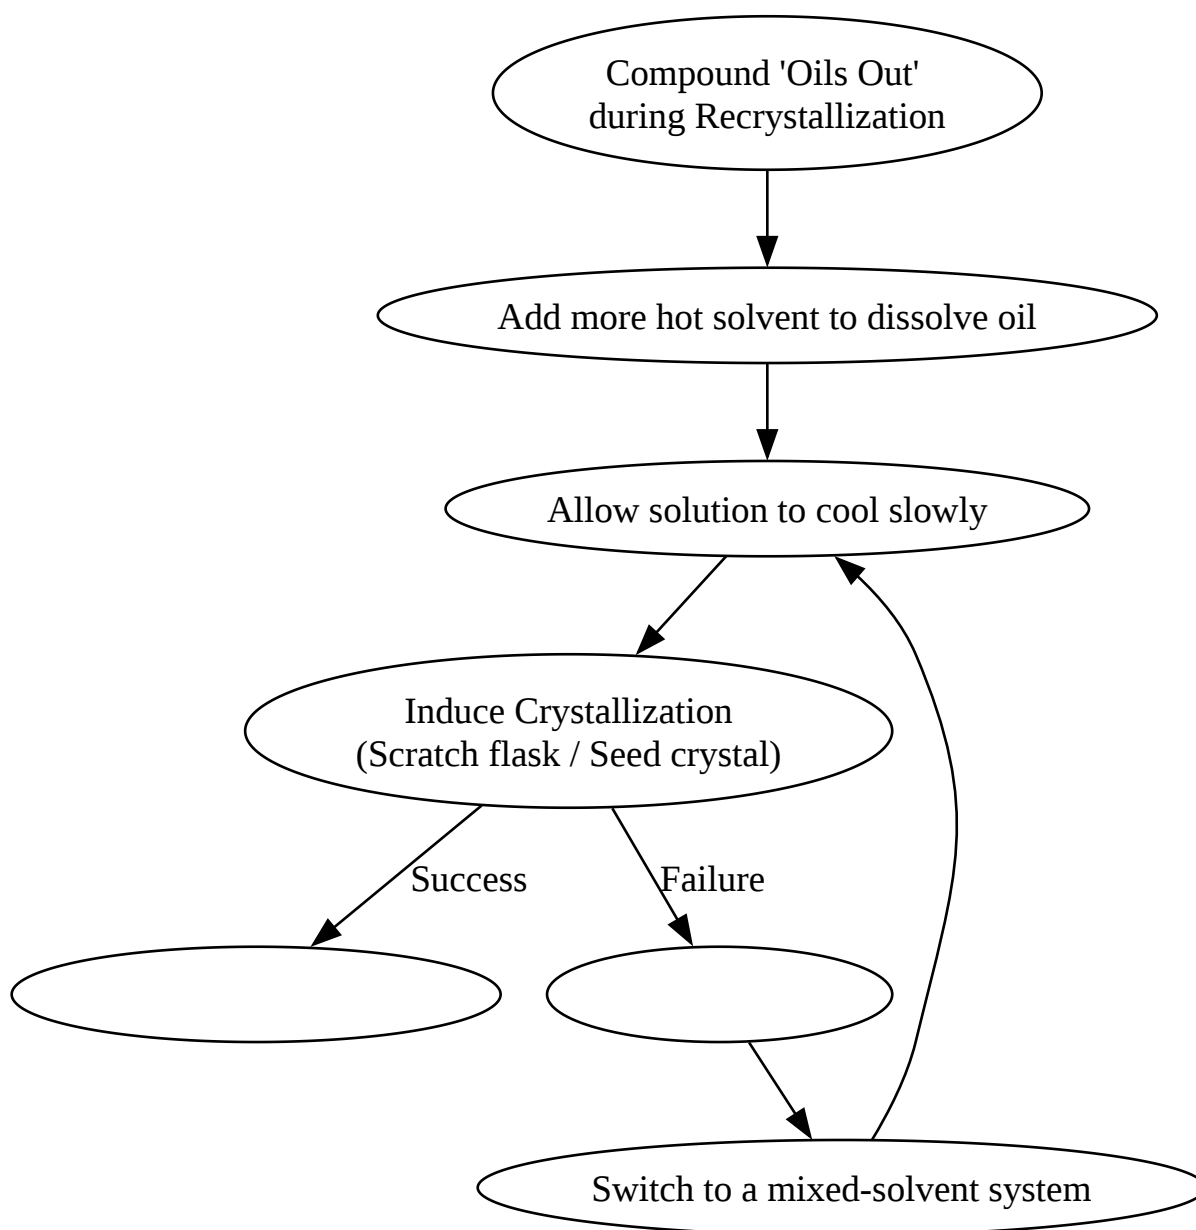 Compound 'Oils Out'
during Recrystallization
Add more hot solvent to dissolve oil
Allow solution to cool slowly
Induce Crystallization
(Scratch flask / Seed crystal)
Success
Failure
Switch to a mixed-solvent system